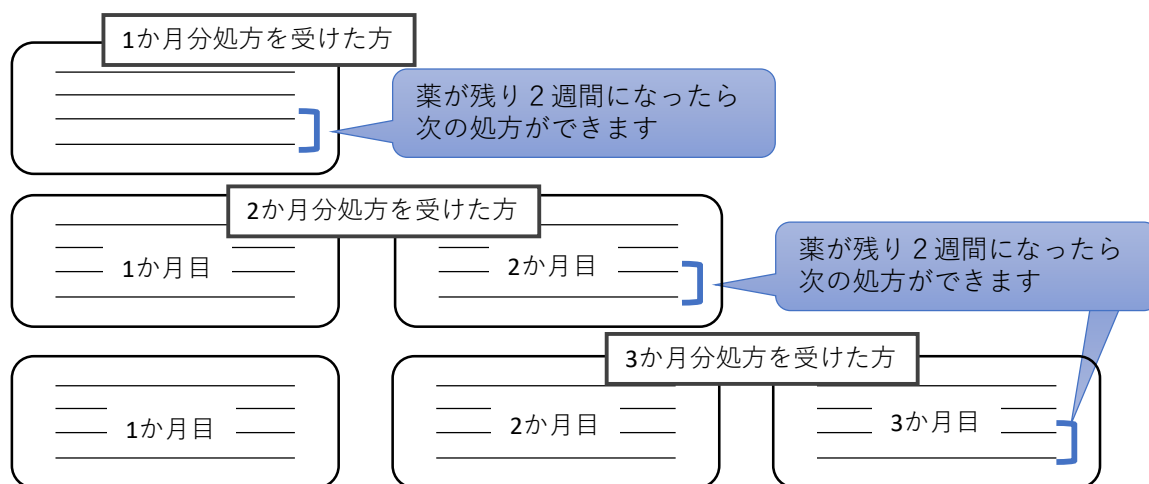 1か月分処方を受けた方
薬が残り２週間になったら
次の処方ができます
2か月分処方を受けた方
1か月目
2か月目
薬が残り２週間になったら
次の処方ができます
3か月分処方を受けた方
1か月目
2か月目
3か月目